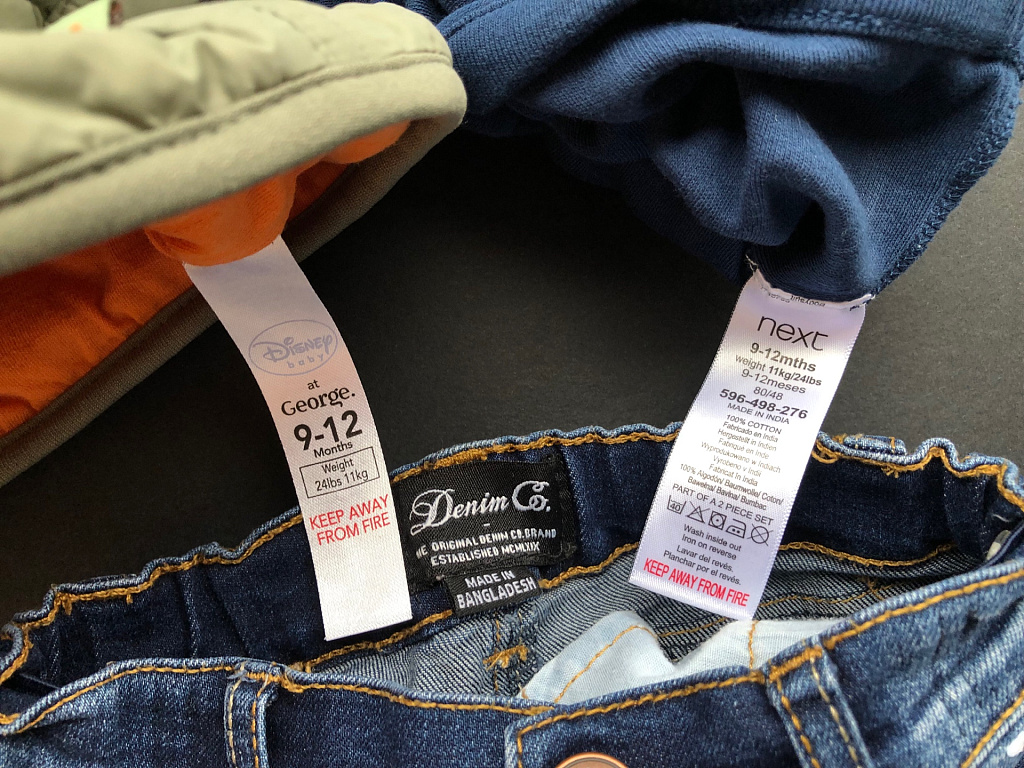 Disney
baby
at
George.
9-12
Months
Weight
24lbs 11kg
KEEP AWAY
FROM FIRE
Denim Co.
ORIGINAL DENIM CO.BRAND
ESTABLISHED MCMLXIX
MADE IN
BANGLADESH
next
9-12mths
weight 11kg/24lbs
9-12meses
80/48
596-498-276
MADE IN INDIA
100% COTTON
Fabricado en India
Hergestellt in Indien
Fabriqué en Inde
Wyprodukowano w Indiach
Vyrobeno v Indii
Fabricat în India
100% Algodón/ Baumwolle/ Coton/
Bawełna/ Bavlna/ Bumbac
PART OF A 2 PIECE SET
40
Wash inside out
Iron on reverse
Lavar del revés.
Planchar por el revés.
KEEP AWAY FROM FIRE